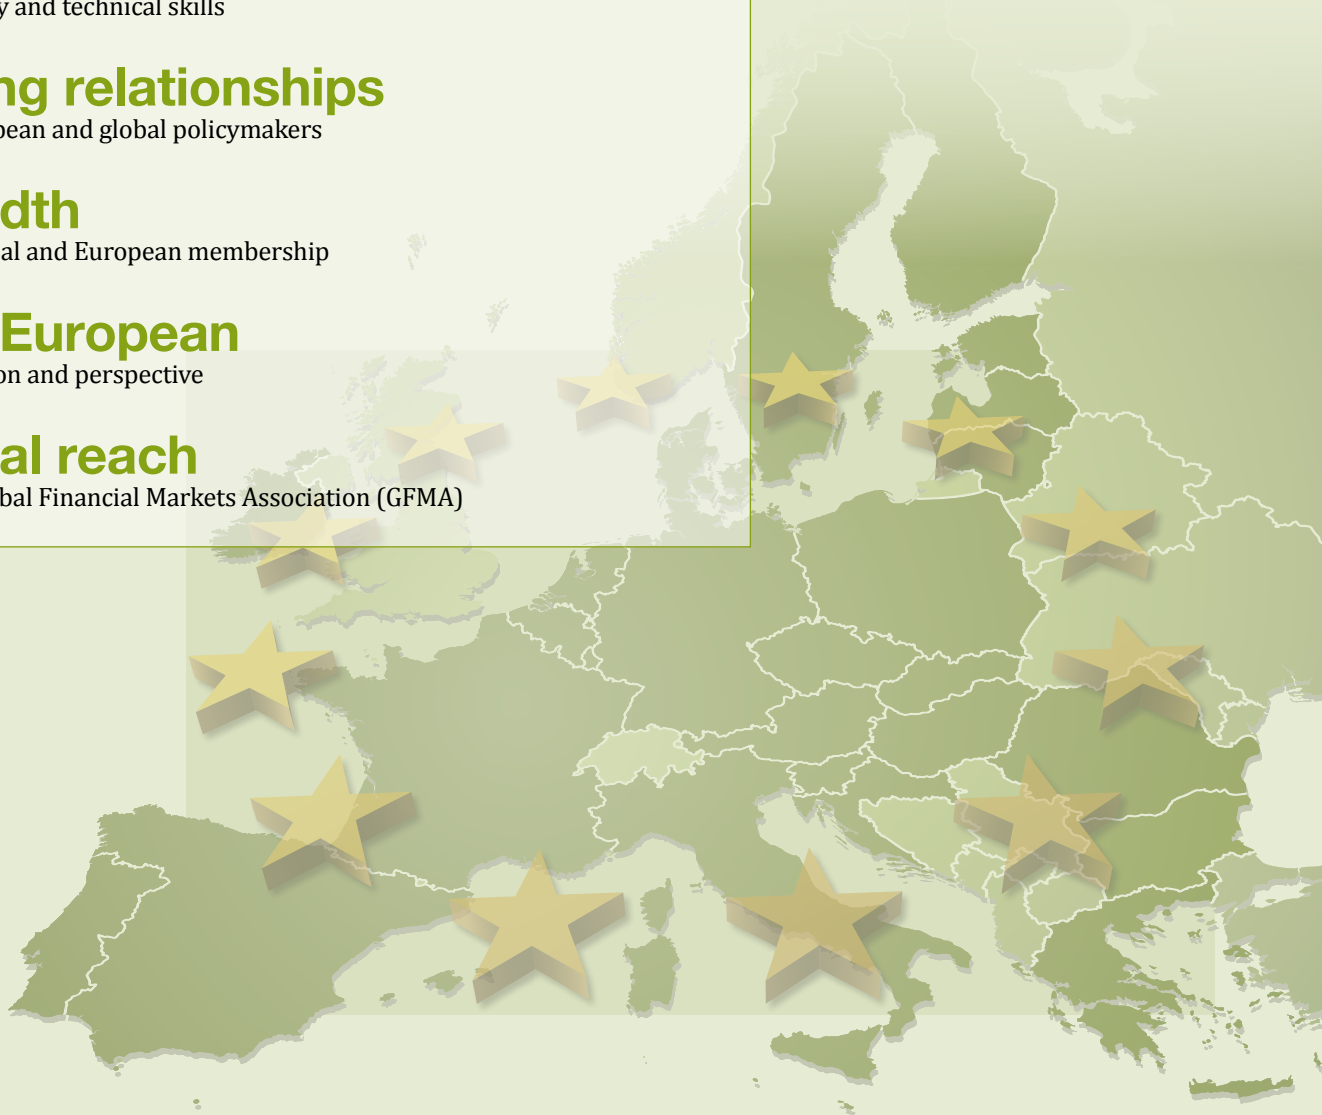 y and technical skills
ng relationships
pean and global policymakers
dth
al and European membership
European
on and perspective
al reach
bal Financial Markets Association (GFMA)